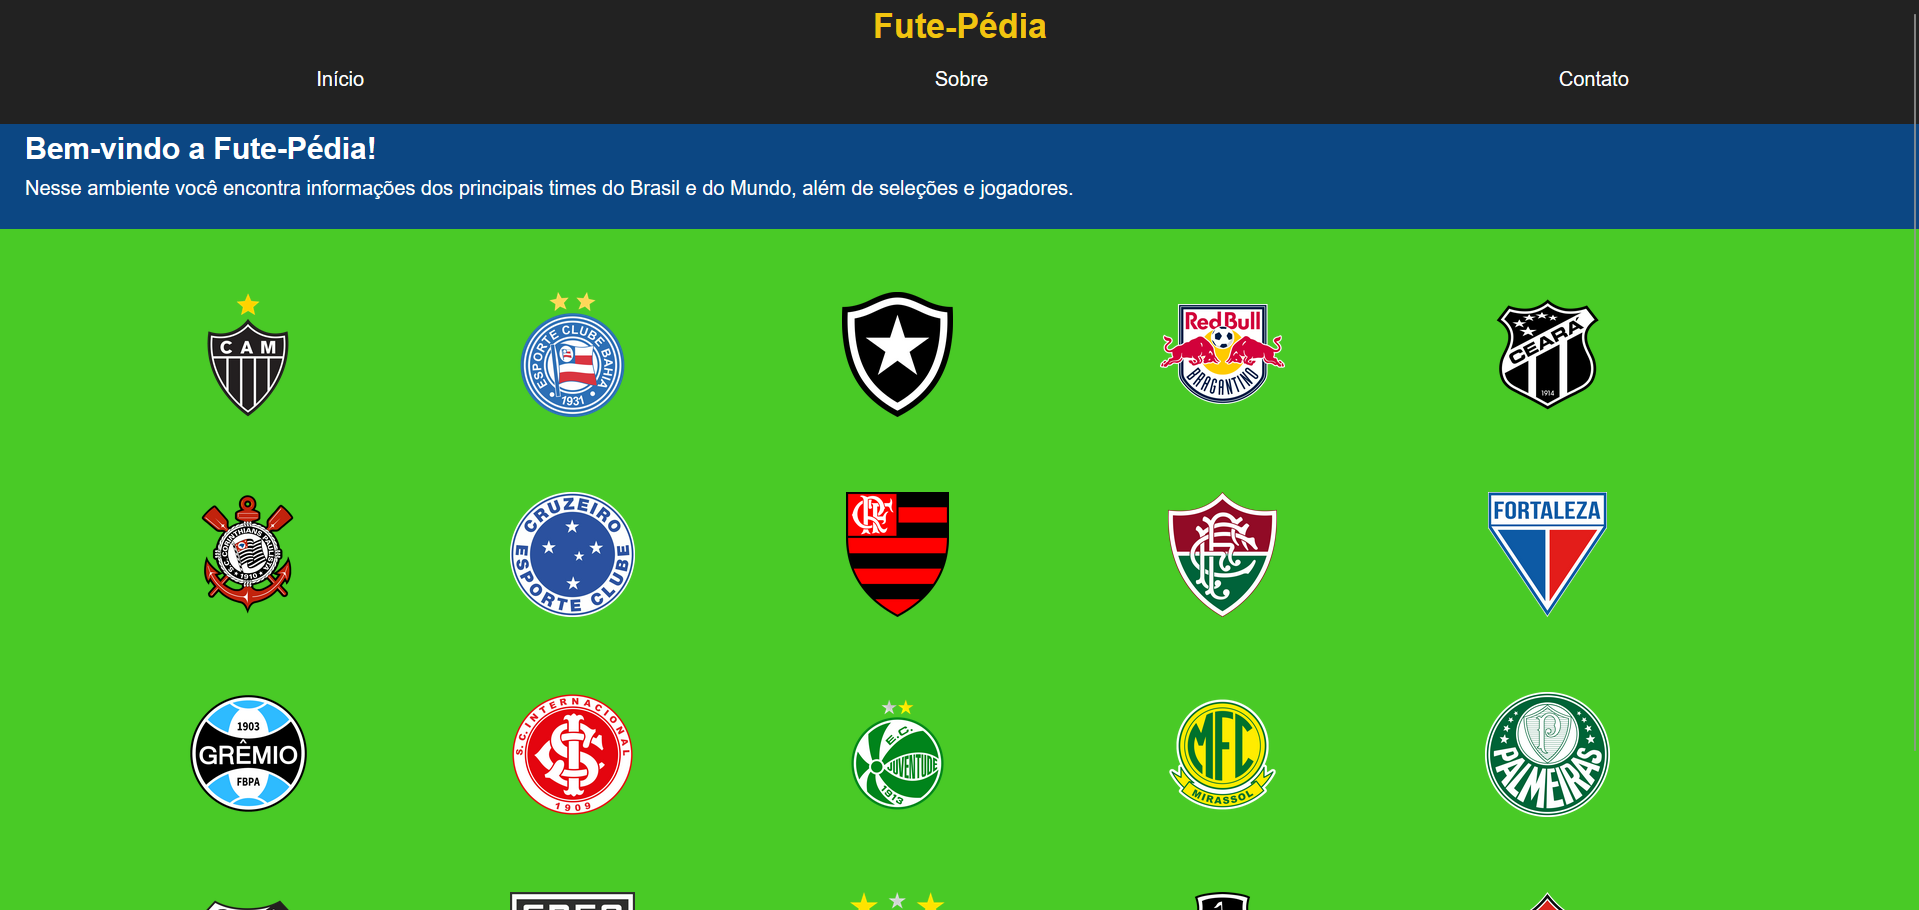 Fute-Pédia
Início
Sobre
Contato
Bem-vindo a Fute-Pédia!
Nesse ambiente você encontra informações dos principais times do Brasil e do Mundo, além de seleções e jogadores.
CAM
ESPORTE CLUBE BAHIA
1931
Red Bull
BRAGANTINO
CEARÁ
1914
S.C. CORINTHIANS PAULISTA
1910
CRUZEIRO
ESPORTE CLUBE
CRF
FORTALEZA
1903
GRÊMIO
FBPA
S.C. INTERNACIONAL
1909
E.C.
JUVENTUDE
1913
MFC
MIRASSOL
P
PALMEIRAS